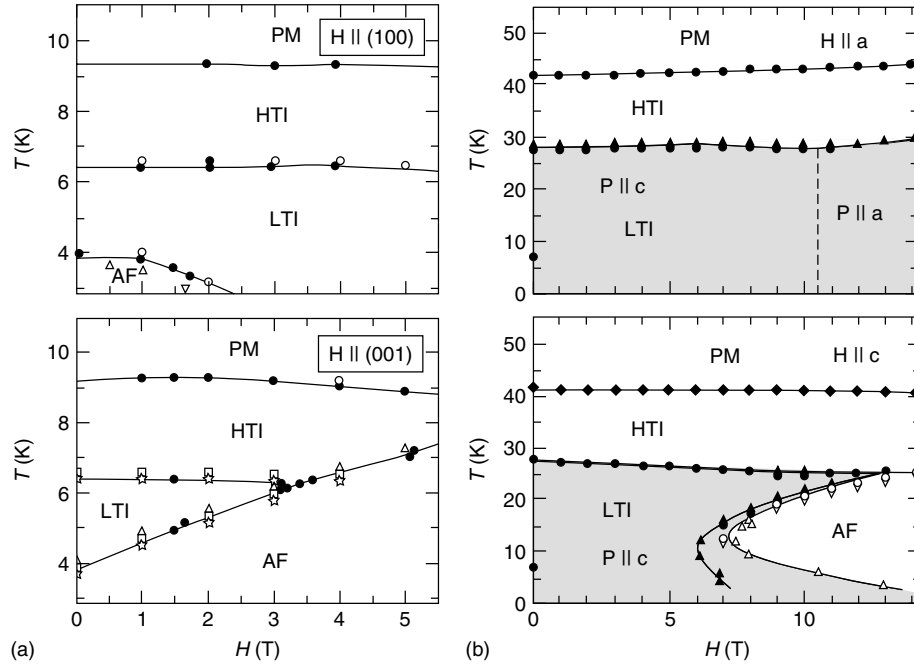 PM
H || (100)
HTI
LTI
AF
T (K)
10
8
6
4
PM
H || (001)
HTI
LTI
AF
T (K)
10
8
6
4
0
1
2
3
4
5
H (T)
(a)
PM
H || a
HTI
P || c
LTI
P || a
T (K)
50
40
30
20
10
0
PM
H || c
HTI
LTI
AF
P || c
T (K)
50
40
30
20
10
0
0
5
10
H (T)
(b)